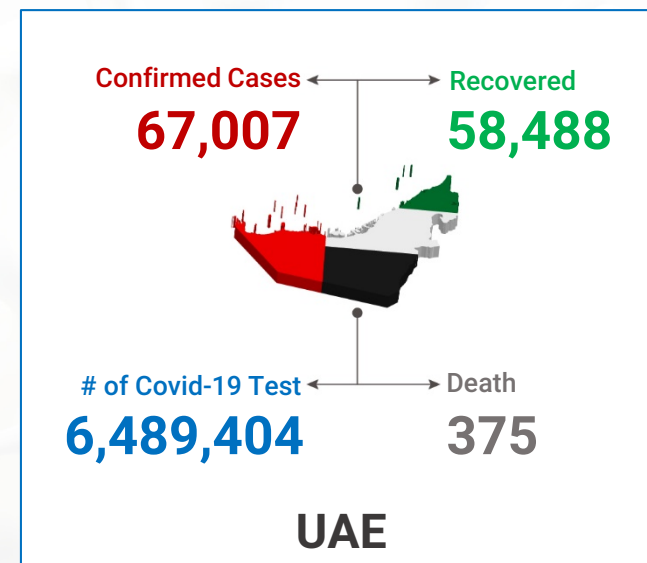 Confirmed Cases
67,007
Recovered
58,488
# of Covid-19 Test
6,489,404
Death
375
UAE